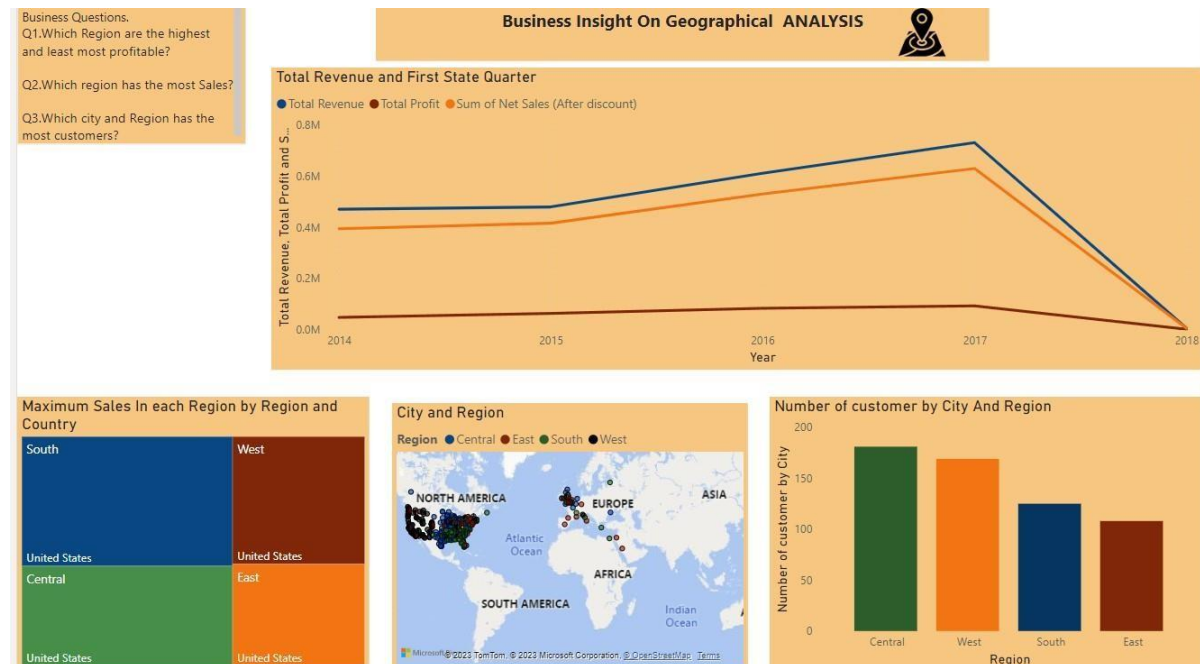 Business Questions.
Q1.Which Region are the highest
and least most profitable?
Q2.Which region has the most Sales?
Q3.Which city and Region has the
most customers?
Business Insight On Geographical ANALYSIS
Total Revenue and First State Quarter
Total Revenue Total Profit Sum of Net Sales (After discount)
Total Revenue, Total Profit and S...
0.8M
0.6M
0.4M
0.2M
0.0M
2014 2015 2016 2017 2018
Year
Maximum Sales In each Region by Region and
Country
South
United States
West
United States
Central
United States
East
United States
City and Region
Region Central East South West
NORTH AMERICA
EUROPE
ASIA
Atlantic
Ocean
AFRICA
SOUTH AMERICA
Indian
Ocean
© 2023 TomTom, © 2023 Microsoft Corporation, © OpenStreetMap Terms
Number of customer by City And Region
Number of customer by City
200
150
100
50
0
Central West South East
Region